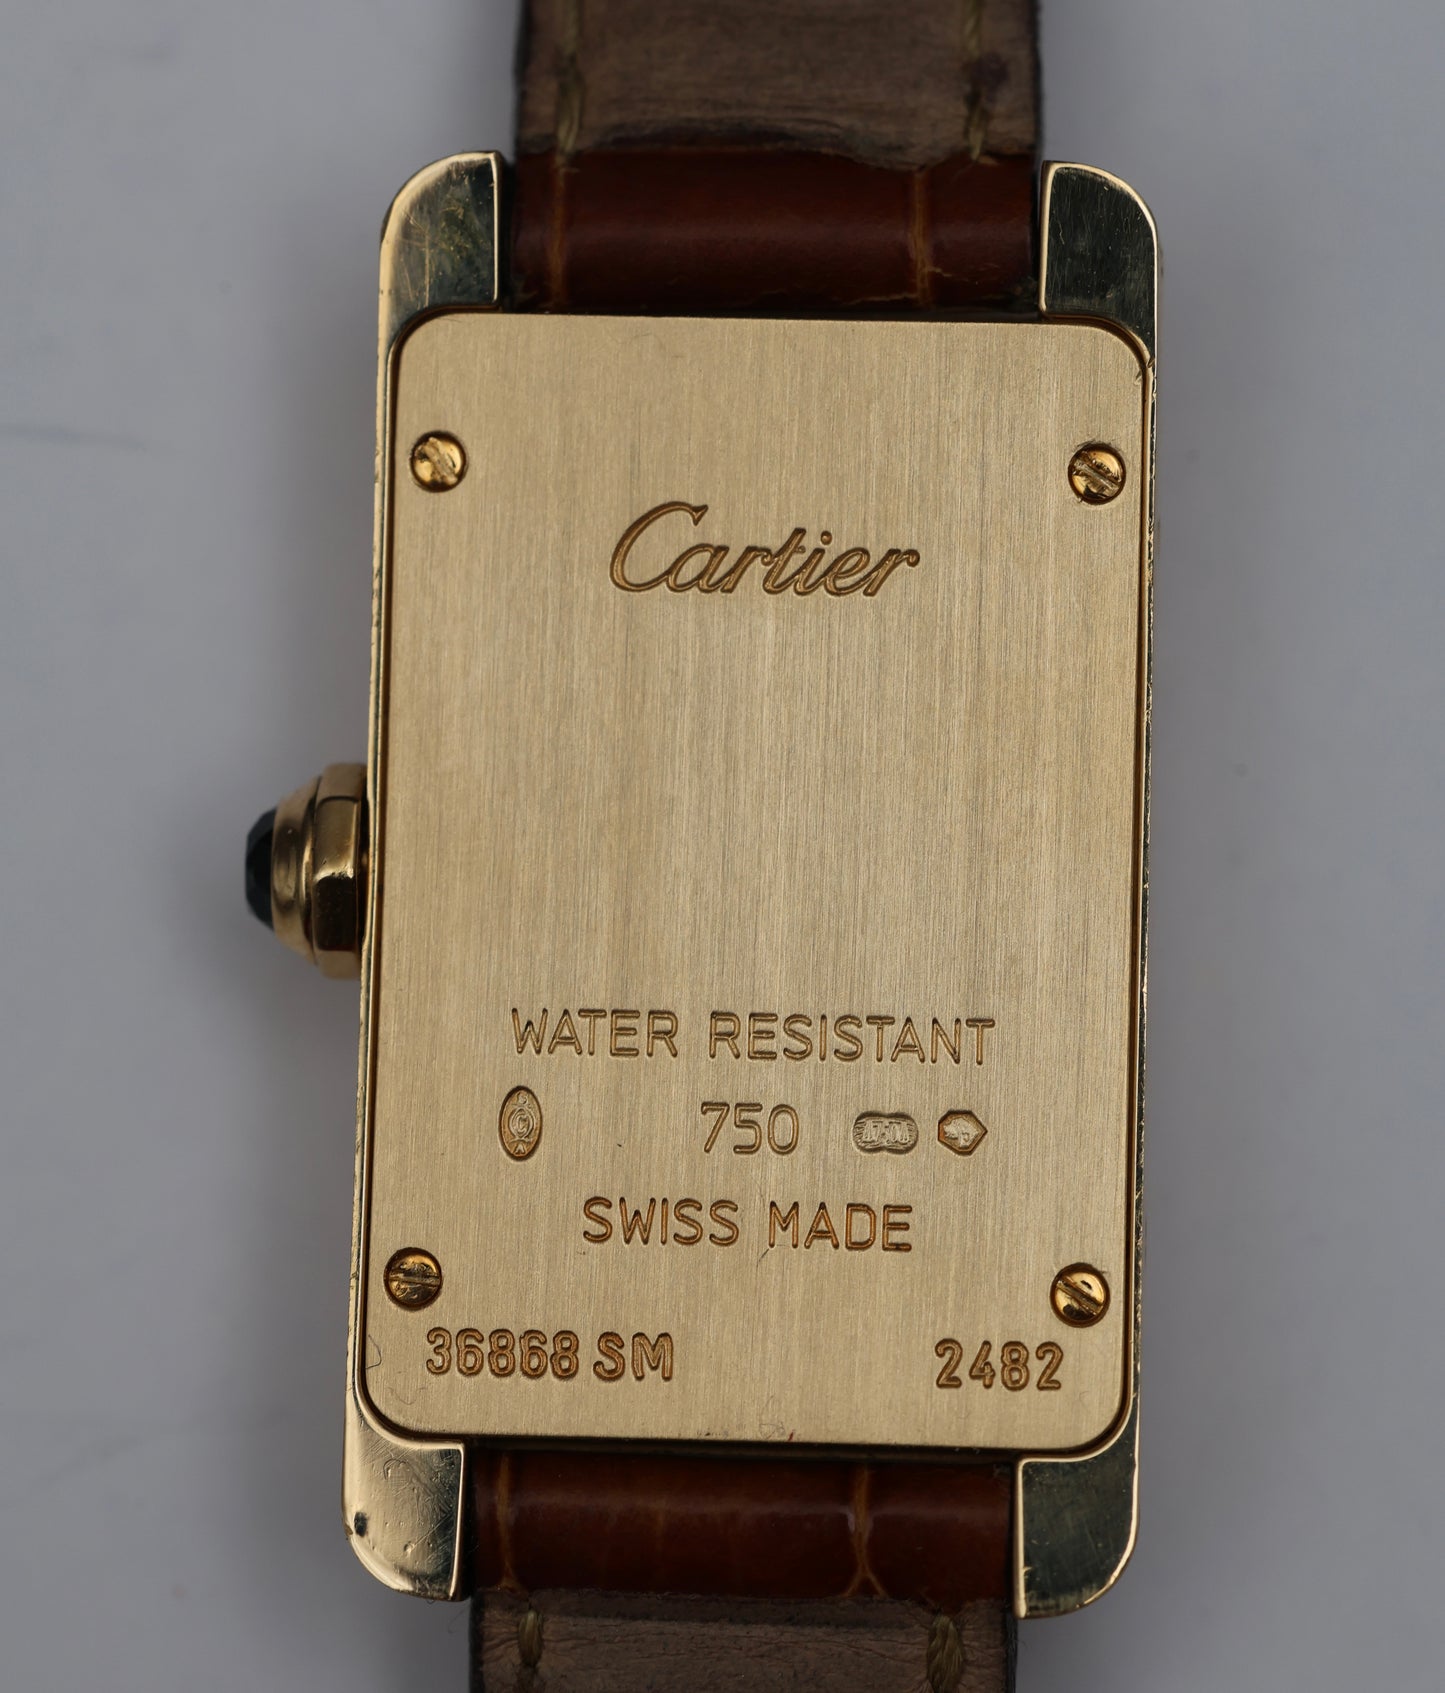 Cartier
WATER RESISTANT
750
SWISS MADE
36868 SM 2482